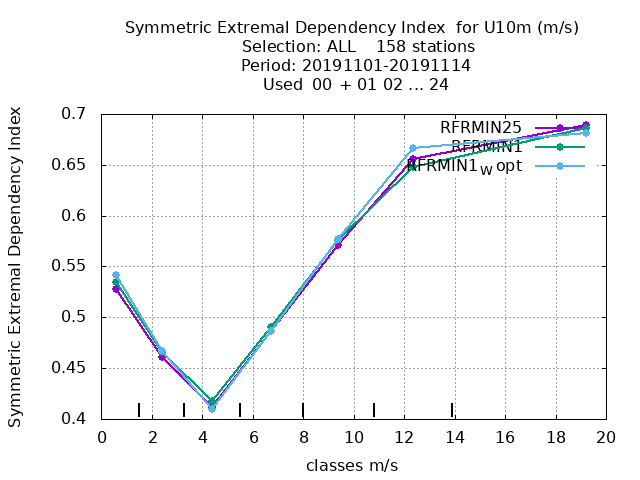 Symmetric Extremal Dependency Index  for U10m (m/s)
Selection: ALL    158 stations
Period: 20191101-20191114
Used  00 + 01 02 ... 24
Symmetric Extremal Dependency Index
0.7
0.65
0.6
0.55
0.5
0.45
0.4
RFRMIN25
RFRMIN1
RFRMIN1w opt
0 2 4 6 8 10 12 14 16 18 20
classes m/s